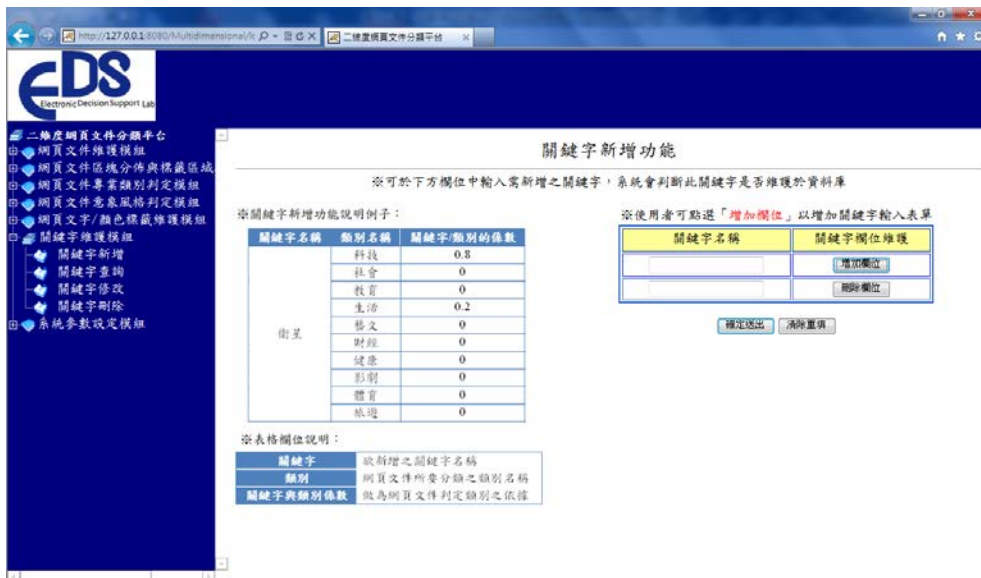 http://127.0.0.1:8080/Multidimensional/lc
二維度網頁文件分類平台
EDS
Electronic Decision Support Lab
二維度網頁文件分類平台
網頁文件維護模組
網頁文件區塊分佈與標籤區域
網頁文件專業類別判定模組
網頁文件意象風格判定模組
網頁文字/顏色標籤維護模組
關鍵字維護模組
關鍵字新增
關鍵字查詢
關鍵字修改
關鍵字刪除
系統參數設定模組
關鍵字新增功能
※可於下方欄位中輸入需新增之關鍵字，系統會判斷此關鍵字是否維護於資料庫
※關鍵字新增功能說明例子：
關鍵字名稱 類別名稱 關鍵字/類別的係數
衛星
科技 0.8
社會 0
教育 0
生活 0.2
藝文 0
財經 0
健康 0
影劇 0
體育 0
旅遊 0
※表格欄位說明：
關鍵字 欲新增之關鍵字名稱
類別 網頁文件所要分類之類別名稱
關鍵字與類別係數 做為網頁文件判定類別之依據
※使用者可點選「增加欄位」以增加關鍵字輸入表單
關鍵字名稱 關鍵字欄位維護
增加欄位
刪除欄位
確定送出 清除重填